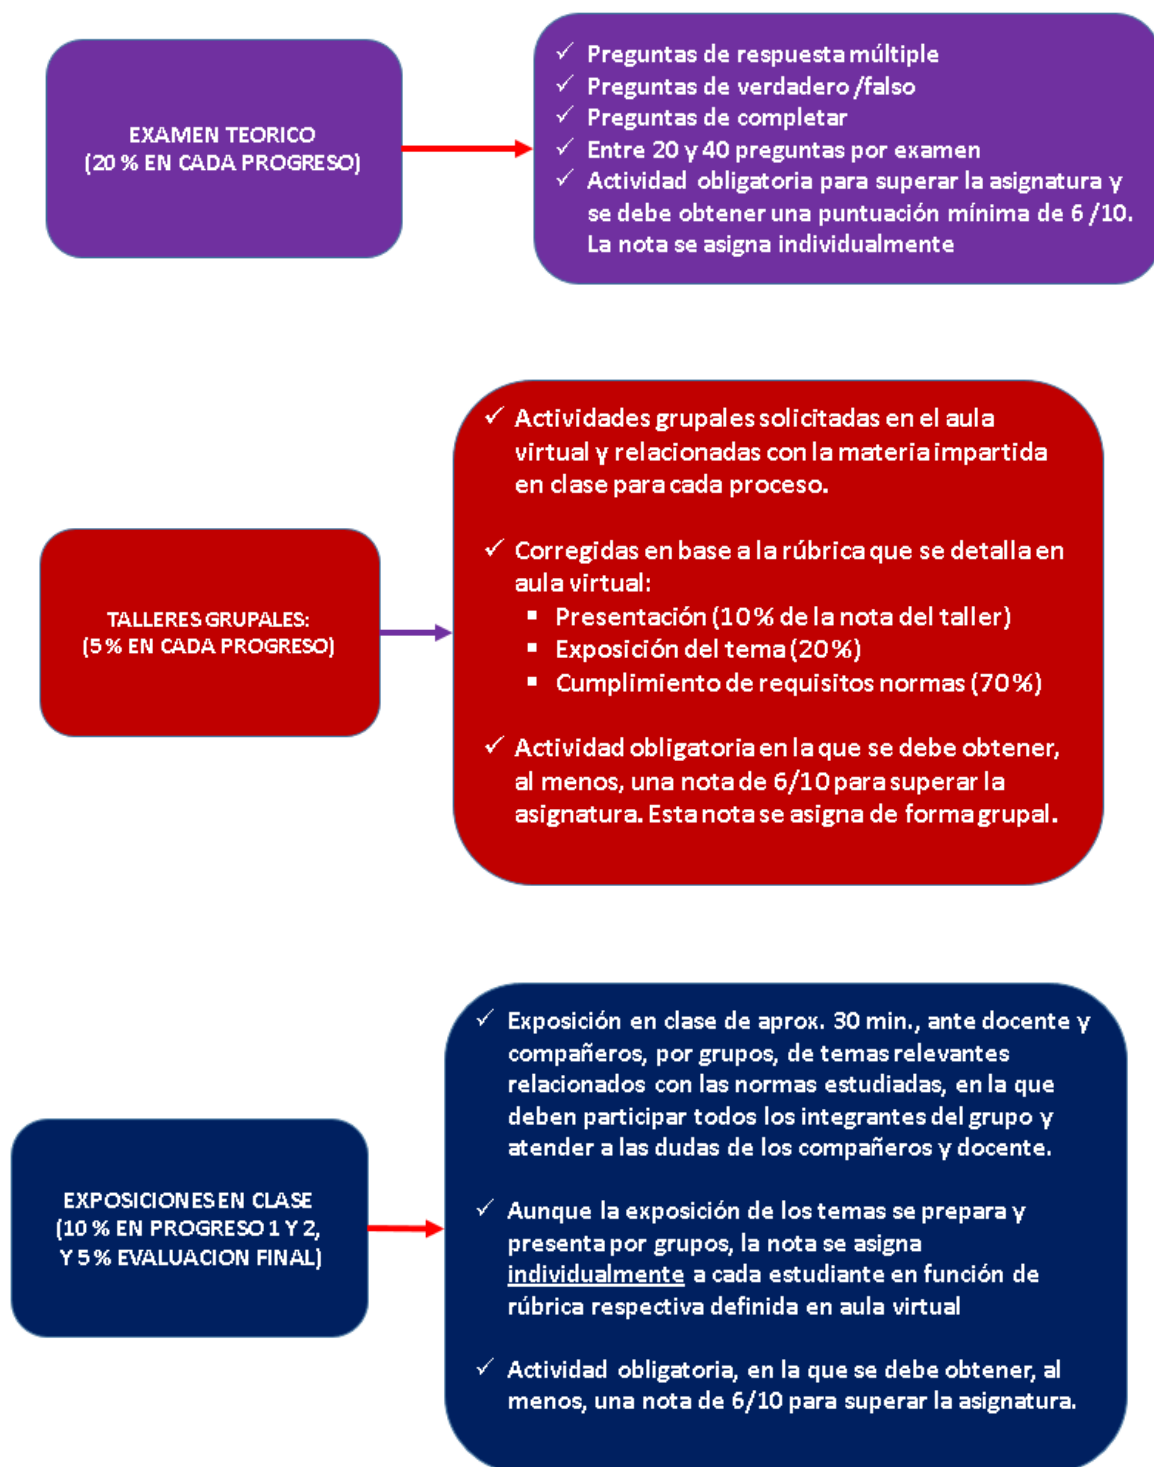 EXAMEN TEORICO
(20 % EN CADA PROGRESO)
✓ Preguntas de respuesta múltiple
✓ Preguntas de verdadero /falso
✓ Preguntas de completar
✓ Entre 20 y 40 preguntas por examen
✓ Actividad obligatoria para superar la asignatura y
se debe obtener una puntuación mínima de 6 /10.
La nota se asigna individualmente
TALLERES GRUPALES:
(5 % EN CADA PROGRESO)
✓ Actividades grupales solicitadas en el aula
virtual y relacionadas con la materia impartida
en clase para cada proceso.
✓ Corregidas en base a la rúbrica que se detalla en
aula virtual:
▪ Presentación (10 % de la nota del taller)
▪ Exposición del tema (20 %)
▪ Cumplimiento de requisitos normas (70 %)
✓ Actividad obligatoria en la que se debe obtener,
al menos, una nota de 6/10 para superar la
asignatura. Esta nota se asigna de forma grupal.
EXPOSICIONES EN CLASE
(10 % EN PROGRESO 1 Y 2,
Y 5 % EVALUACION FINAL)
✓ Exposición en clase de aprox. 30 min., ante docente y
compañeros, por grupos, de temas relevantes
relacionados con las normas estudiadas, en la que
deben participar todos los integrantes del grupo y
atender a las dudas de los compañeros y docente.
✓ Aunque la exposición de los temas se prepara y
presenta por grupos, la nota se asigna
individualmente a cada estudiante en función de
rúbrica respectiva definida en aula virtual
✓ Actividad obligatoria, en la que se debe obtener, al
menos, una nota de 6/10 para superar la asignatura.